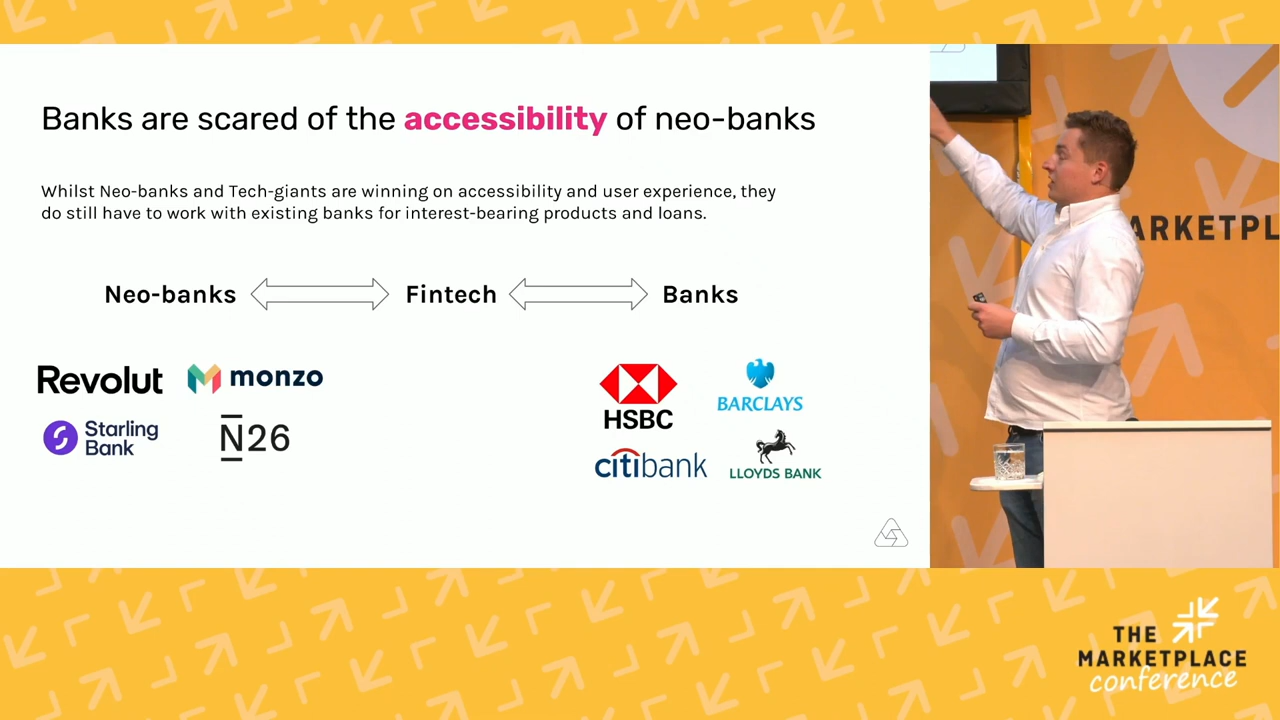 Banks are scared of the accessibility of neo-banks
Whilst Neo-banks and Tech-giants are winning on accessibility and user experience, they
do still have to work with existing banks for interest-bearing products and loans.
Neo-banks Fintech Banks
Revolut monzo
Starling
Bank
N26
HSBC
BARCLAYS
citibank
LLOYDS BANK
ARKETPL
THE
MARKETPLACE
conference